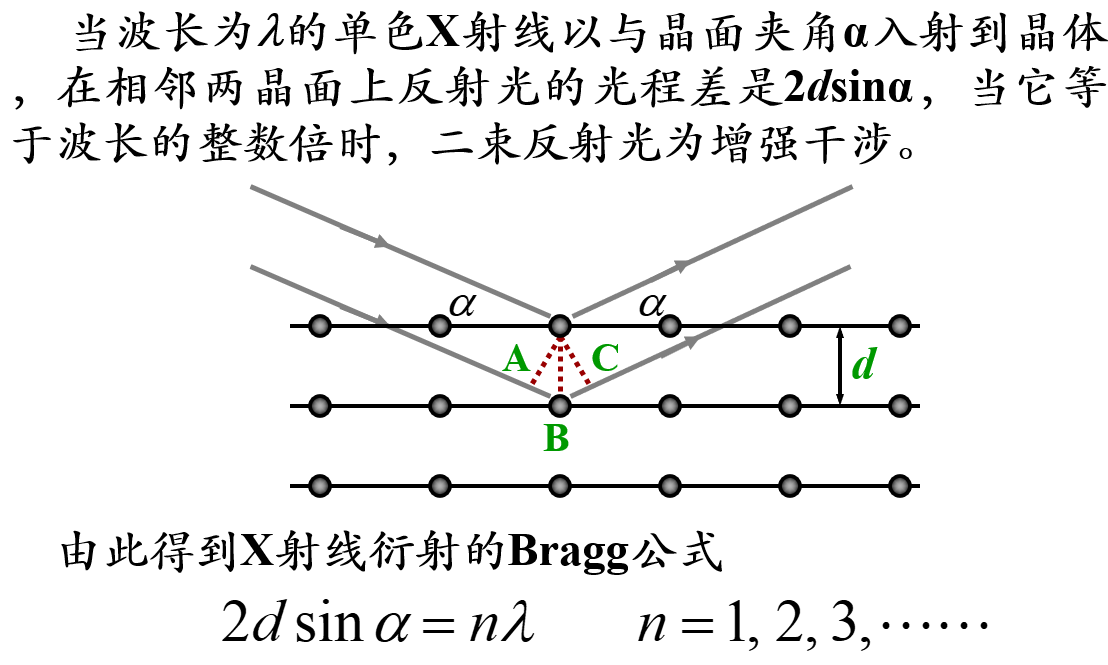 当波长为λ的单色X射线以与晶面夹角α入射到晶体
，在相邻两晶面上反射光的光程差是2dsinα，当它等
于波长的整数倍时，二束反射光为增强干涉。
α α
A C d
B
由此得到X射线衍射的Bragg公式
2d sin α = nλ n = 1, 2, 3, ⋯⋯